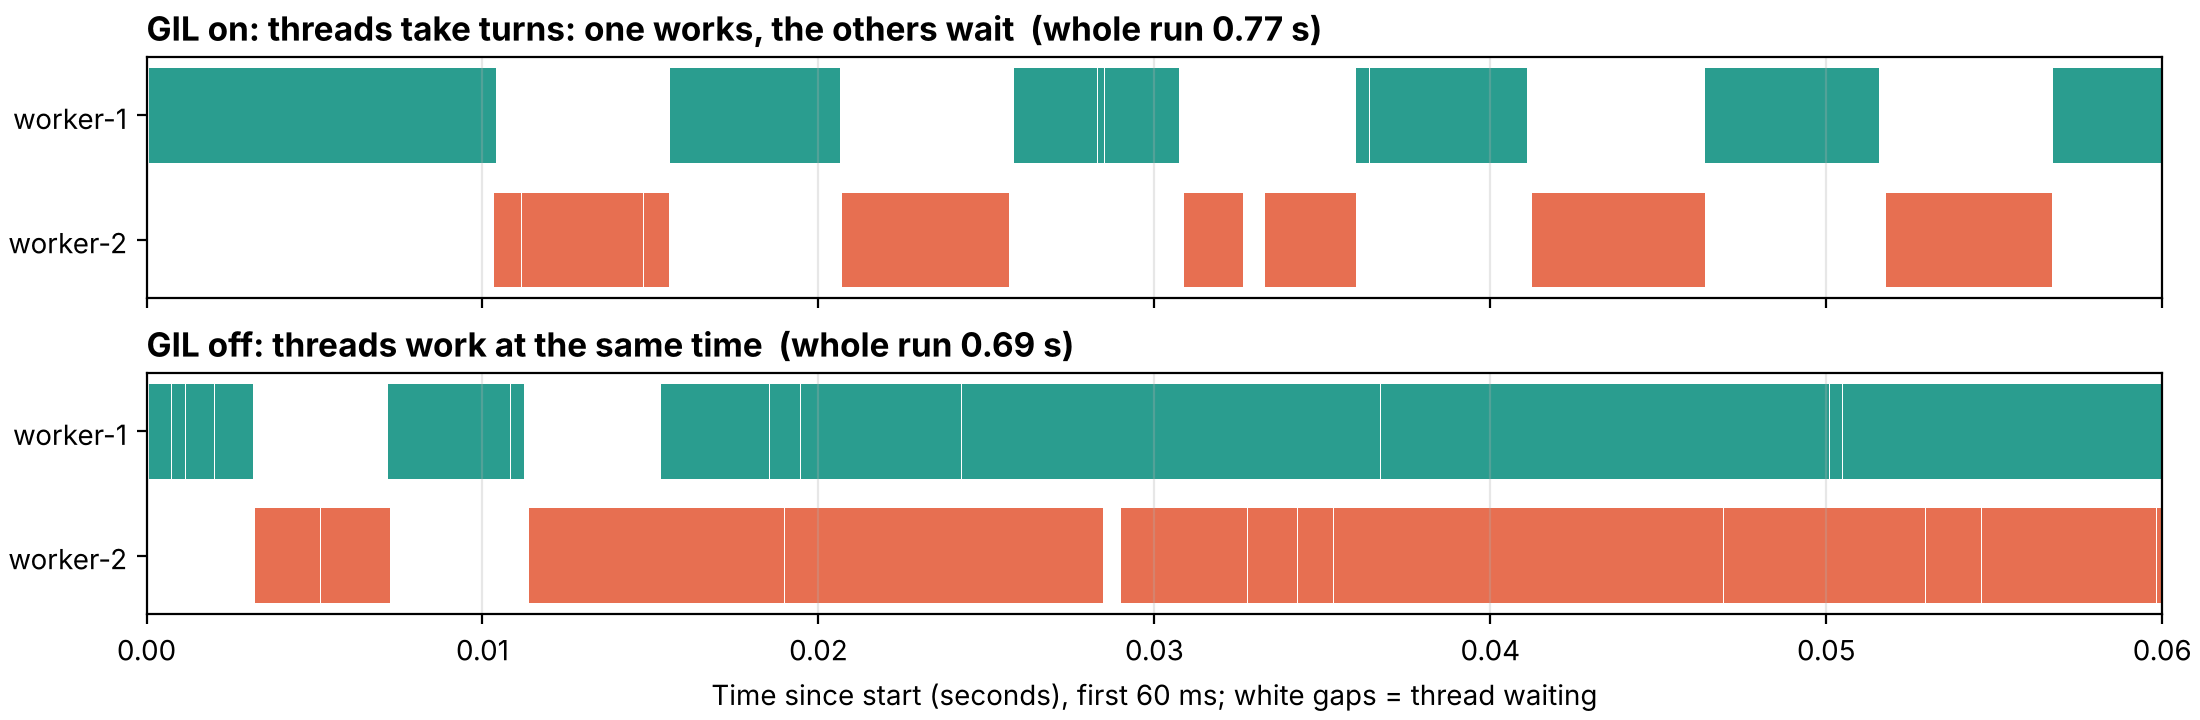 GIL on: threads take turns: one works, the others wait  (whole run 0.77 s)
worker-1
worker-2
GIL off: threads work at the same time  (whole run 0.69 s)
worker-1
worker-2
0.00 0.01 0.02 0.03 0.04 0.05 0.06
Time since start (seconds), first 60 ms; white gaps = thread waiting